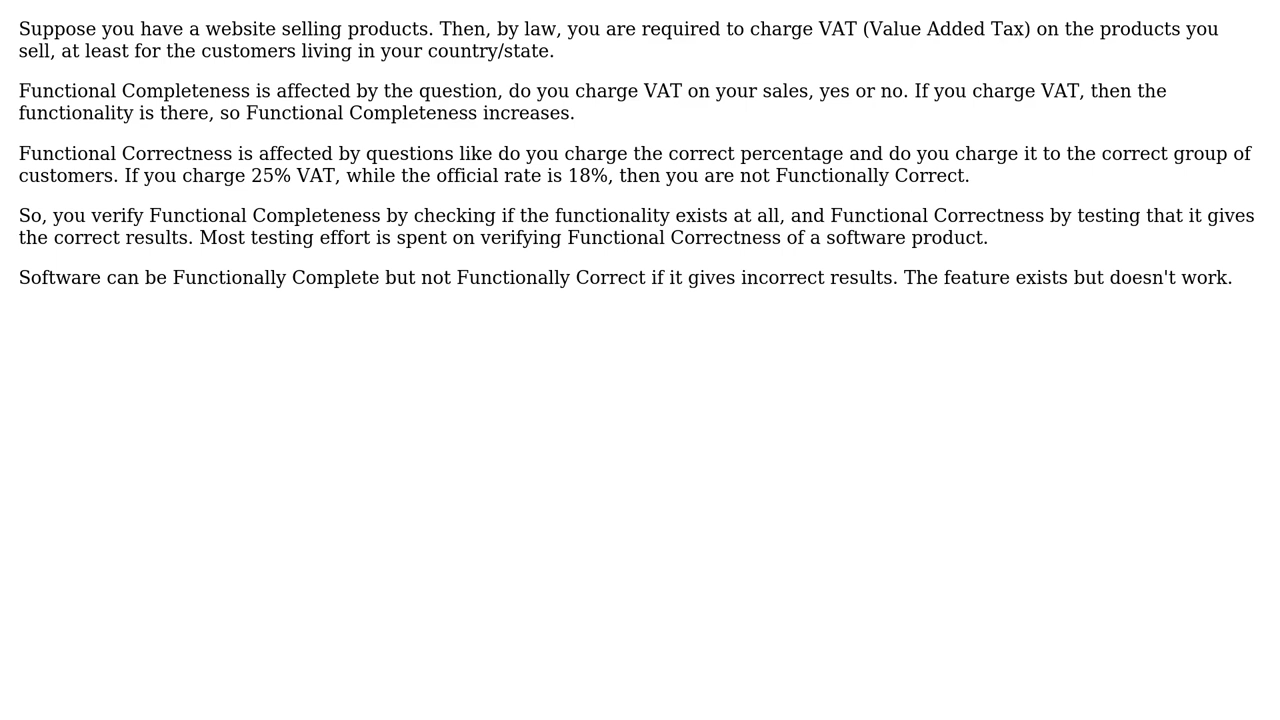 Suppose you have a website selling products. Then, by law, you are required to charge VAT (Value Added Tax) on the products you
sell, at least for the customers living in your country/state.
Functional Completeness is affected by the question, do you charge VAT on your sales, yes or no. If you charge VAT, then the
functionality is there, so Functional Completeness increases.
Functional Correctness is affected by questions like do you charge the correct percentage and do you charge it to the correct group of
customers. If you charge 25% VAT, while the official rate is 18%, then you are not Functionally Correct.
So, you verify Functional Completeness by checking if the functionality exists at all, and Functional Correctness by testing that it gives
the correct results. Most testing effort is spent on verifying Functional Correctness of a software product.
Software can be Functionally Complete but not Functionally Correct if it gives incorrect results. The feature exists but doesn't work.